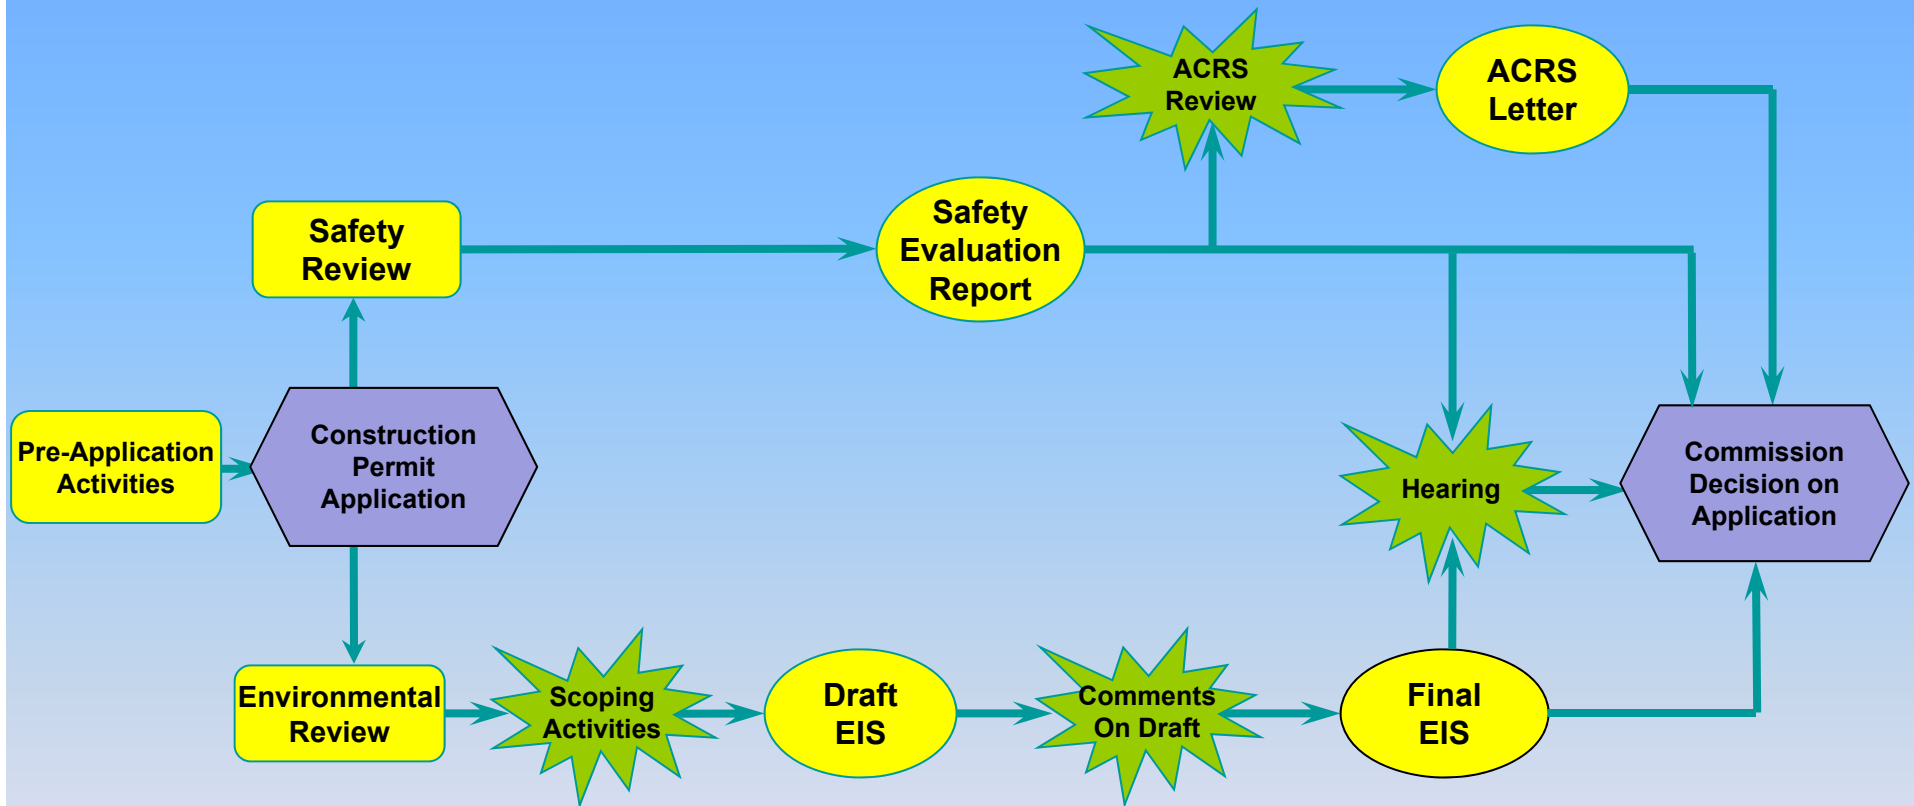 ACRS
Review
ACRS
Letter
Safety
Review
Safety
Evaluation
Report
Pre-Application
Activities
Construction
Permit
Application
Hearing
Commission
Decision on
Application
Environmental
Review
Scoping
Activities
Draft
EIS
Comments
On Draft
Final
EIS